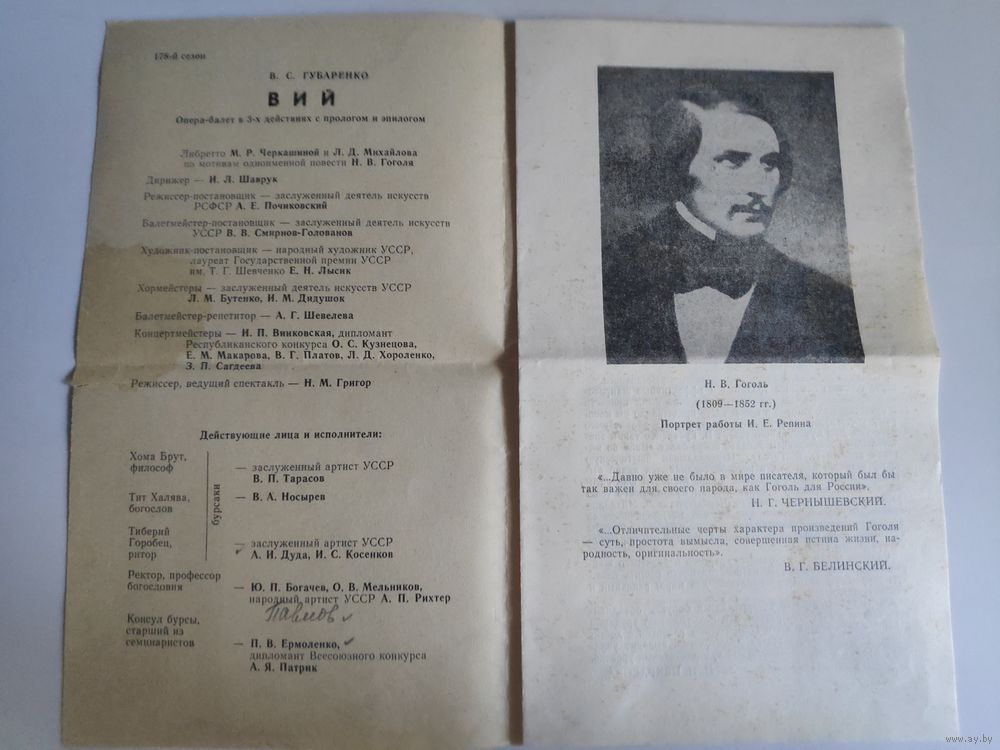 178-й сезон
В. С. ГУБАРЕНКО
ВИЙ
Опера-балет в 3-х действиях с прологом и эпилогом
Либретто М. Р. Черкашиной и Л. Д. Михайлова
по мотивам одноименной повести Н. В. Гоголя
Дирижер — И. Л. Шаврук
Режиссер-постановщик — заслуженный деятель искусств
РСФСР А. Е. Почиковский
Балетмейстер-постановщик — заслуженный деятель искусств
УССР В. В. Смирнов-Голованов
Художник-постановщик — народный художник УССР,
лауреат Государственной премии УССР
им. Т. Г. Шевченко Е. Н. Лысик
Хормейстеры — заслуженный деятель искусств УССР
Л. М. Бутенко, И. М. Дидушок
Балетмейстер-репетитор — А. Г. Шевелева
Концертмейстеры — И. П. Винковская, дипломант
Республиканского конкурса О. С. Кузнецова,
Е. М. Макарова, В. Г. Платов, Л. Д. Хороленко,
З. П. Сагдеева
Режиссер, ведущий спектакль — Н. М. Григор
Действующие лица и исполнители:
Хома Брут,
философ — заслуженный артист УССР
В. П. Тарасов
Тит Халява,
богослов — В. А. Носырев
бурсаки
Тиберий
Горобец,
ритор — заслуженный артист УССР
А. И. Дуда, И. С. Косенков
Ректор, профессор
богословия — Ю. П. Богачев, О. В. Мельников,
народный артист УССР А. П. Рихтер
Павлов
Консул бурсы,
старший из
семинаристов — П. В. Ермоленко,
дипломант Всесоюзного конкурса
А. Я. Патрик
Н. В. Гоголь
(1809—1852 гг.)
Портрет работы И. Е. Репина
«...Давно уже не было в мире писателя, который был бы
так важен для своего народа, как Гоголь для России».
Н. Г. ЧЕРНЫШЕВСКИЙ.
«...Отличительные черты характера произведений Гоголя
— суть, простота вымысла, совершенная истина жизни, на-
родность, оригинальность».
В. Г. БЕЛИНСКИЙ.
www.ay.by